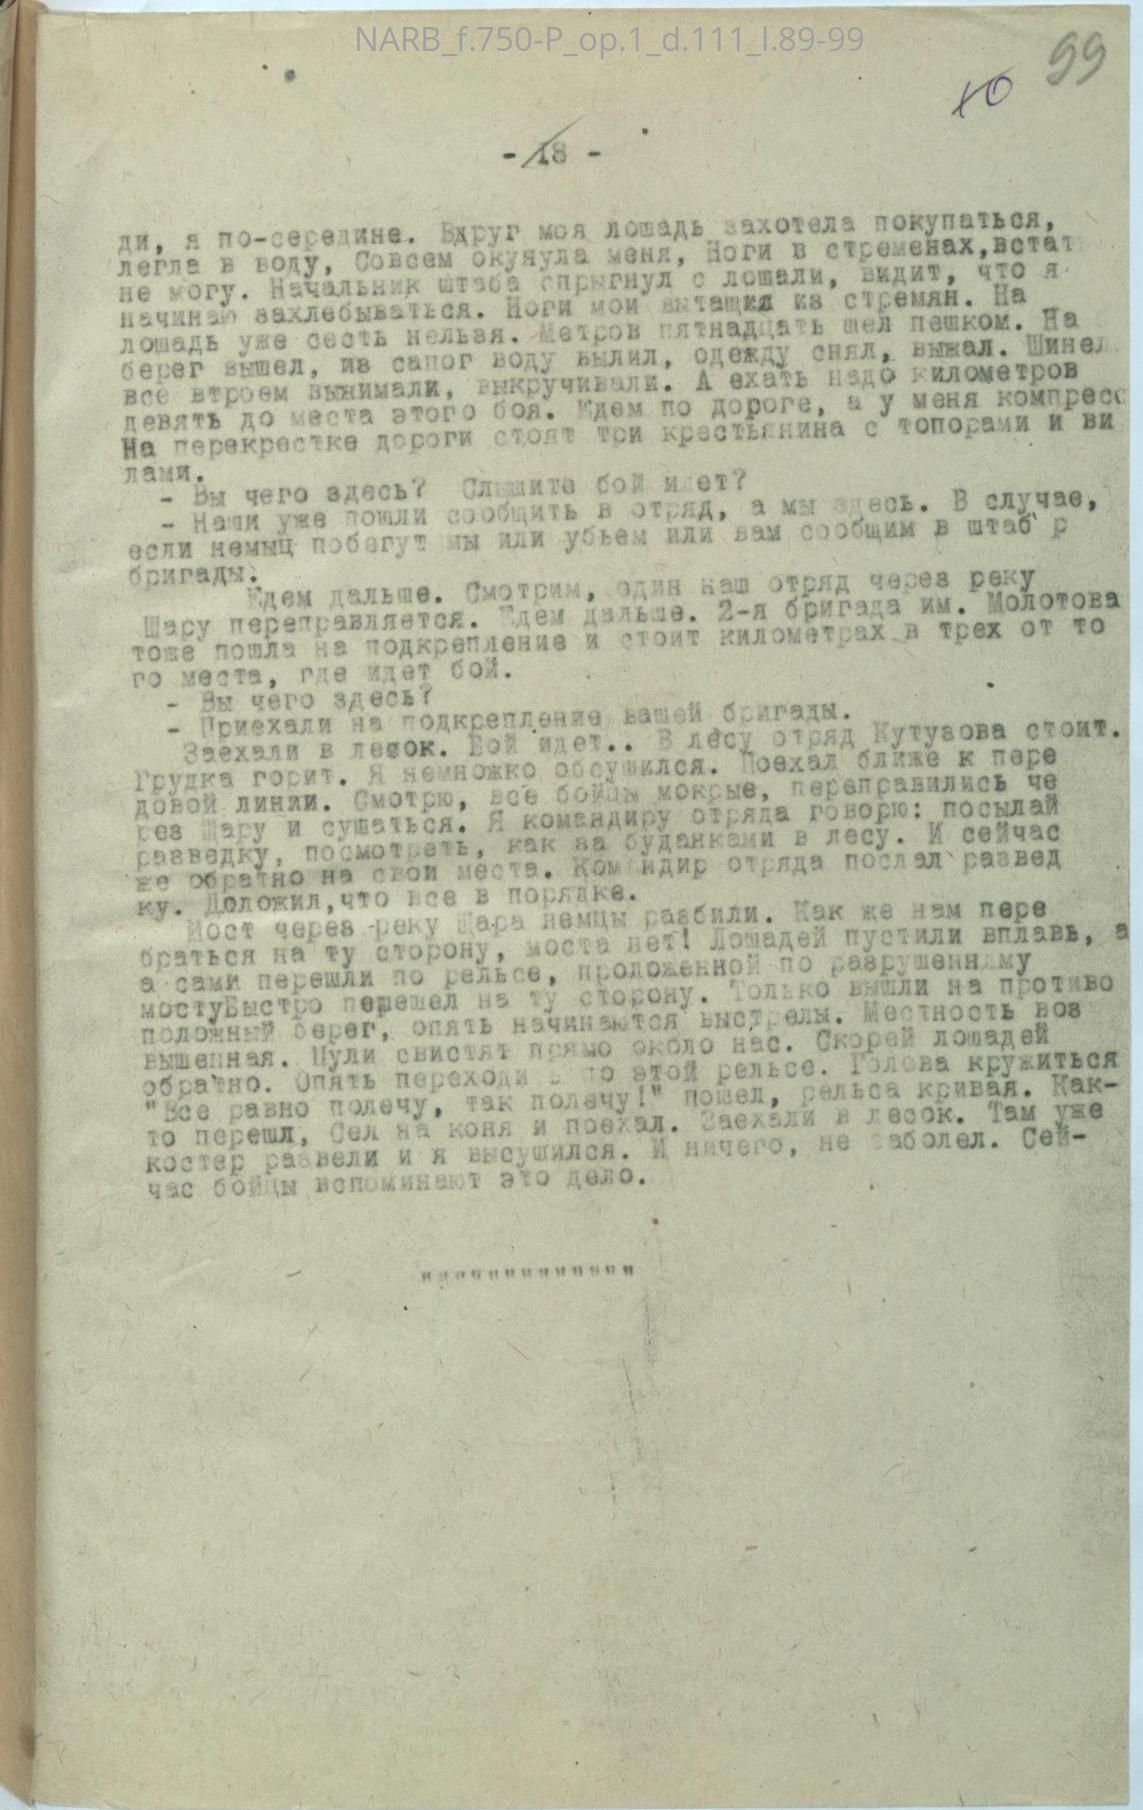 NARB_f.750-P_op.1_d.111_l.89-99
99
10
- 18 -
ди, я по-середине. Вдруг моя лошадь захотела покупаться,
легла в воду, Совсем окунула меня, Ноги в стременах,встат
не могу. Начальник штаба спрыгнул с лошали, видит, что я
начинаю захлебываться. Ноги мои вытащил из стремян. На
лошадь уже сесть нельзя. Метров пятнадцать шел пешком. На
берег вышел, из сапог воду вылил, одежду снял, выжал. Шинел
все втроем выжимали, выкручивали. А ехать надо километров
девять до места этого боя. Едем по дороге, а у меня компресс
На перекрестке дороги стоят три крестьянина с топорами и ви
лами.
- Вы чего здесь? Слышите бой идет?
- Наши уже пошли сообщить в отряд, а мы здесь. В случае,
если немыц побегут мы или убьем или вам сообщим в штаб р
бригады.
Едем дальше. Смотрим, один наш отряд через реку
Шару переправляется. Едем дальше. 2-я бригада им. Молотова
тоже пошла на подкрепление и стоит километрах в трех от то
го места, где идет бой.
- Вы чего здесь?
- Приехали на подкрепление вашей бригады.
Заехали в лесок. Бой идет.. В лесу отряд Кутузова стоит.
Грудка горит. Я немножко обсушился. Поехал ближе к пере
довой линии. Смотрю, все бойцы мокрые, переправились че
рез Шару и сушаться. Я командиру отряда говорю: посылай
разведку, посмотреть, как за буданками в лесу. И сейчас
же обратно на свои места. Командир отряда послал развед
ку. Доложил,что все в порядке.
Мост через реку Щара немцы разбили. Как же нам пере
браться на ту сторону, моста нет! Лошадей пустили вплавь, а
а сами перешли по рельсе, проложенной по разрушенному
мостуБыстро перешел на ту сторону. Только вышли на противо
положный берег, опять начинаются выстрелы. Местность воз
вышенная. Пули свистят прямо около нас. Скорей лошадей
обратно. Опять переходим по этой рельсе. Голова кружиться
"Все равно полечу, так полечу!" Пошел, рельса кривая. Как-
то перешл, Сел на коня и поехал. Заехали в лесок. Там уже
костер развели и я высушился. И ничего, не заболел. Сей-
час бойцы вспоминают это дело.
"""""""""""""